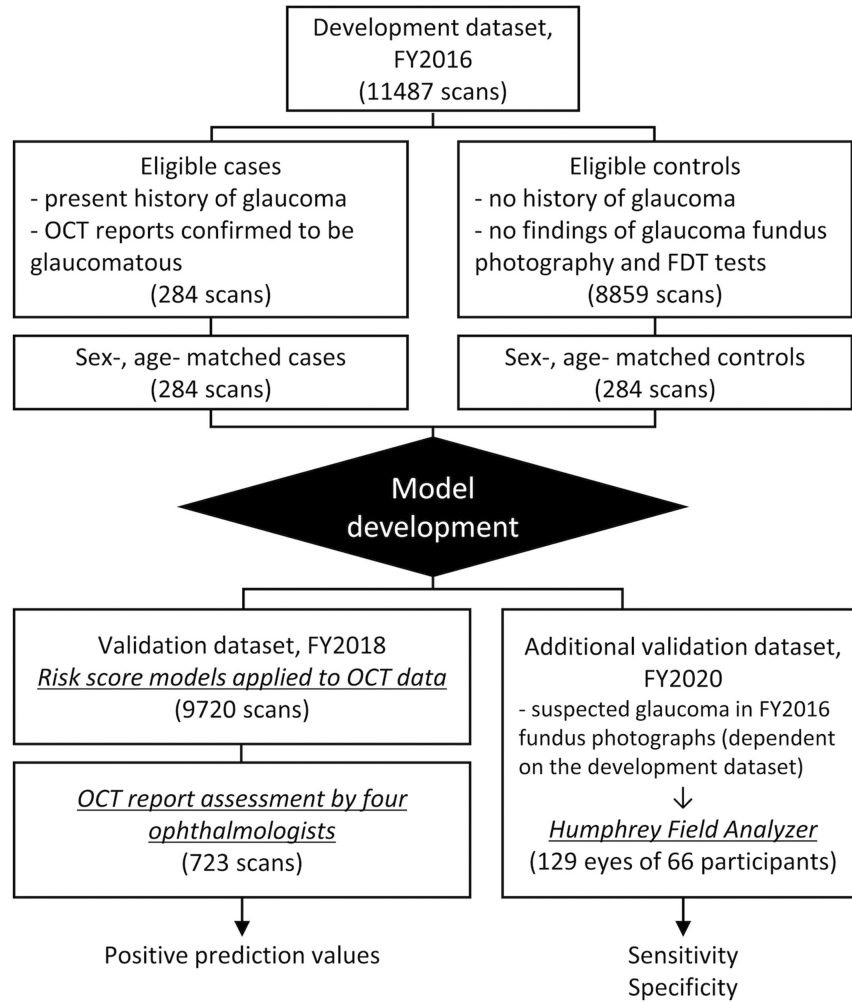 Development dataset,
FY2016
(11487 scans)
Eligible cases
- present history of glaucoma
- OCT reports confirmed to be
glaucomatous
(284 scans)
Eligible controls
- no history of glaucoma
- no findings of glaucoma fundus
photography and FDT tests
(8859 scans)
Sex-, age- matched cases
(284 scans)
Sex-, age- matched controls
(284 scans)
Model
development
Validation dataset, FY2018
Risk score models applied to OCT data
(9720 scans)
OCT report assessment by four
ophthalmologists
(723 scans)
Positive prediction values
Additional validation dataset,
FY2020
- suspected glaucoma in FY2016
fundus photographs (dependent
on the development dataset)
↓
Humphrey Field Analyzer
(129 eyes of 66 participants)
Sensitivity
Specificity